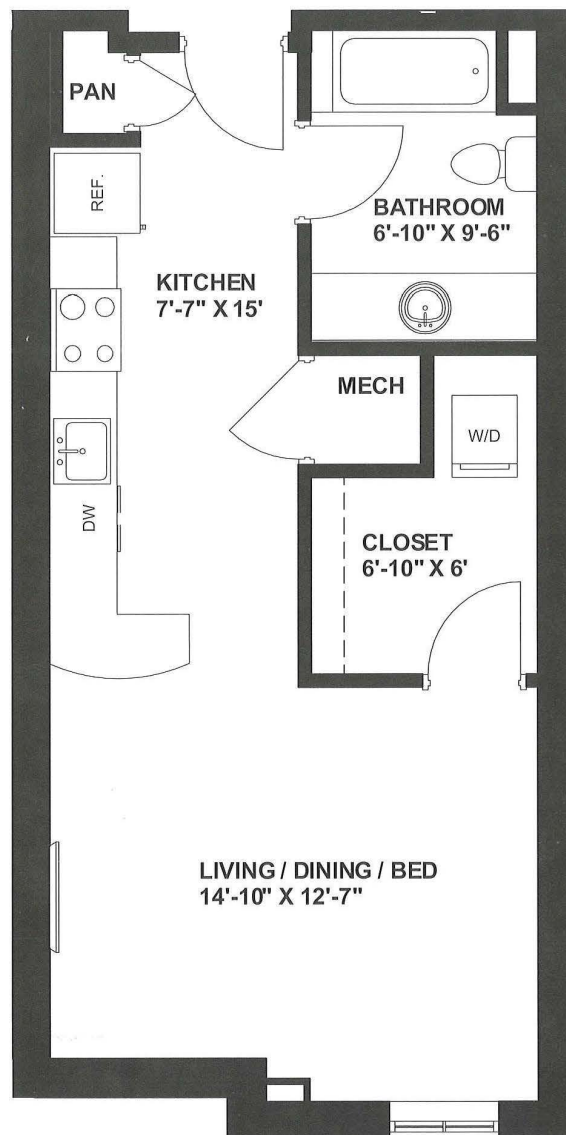 PAN
REF.
BATHROOM
6'-10" X 9'-6"
KITCHEN
7'-7" X 15'
MECH
W/D
DW
CLOSET
6'-10" X 6'
LIVING / DINING / BED
14'-10" X 12'-7"